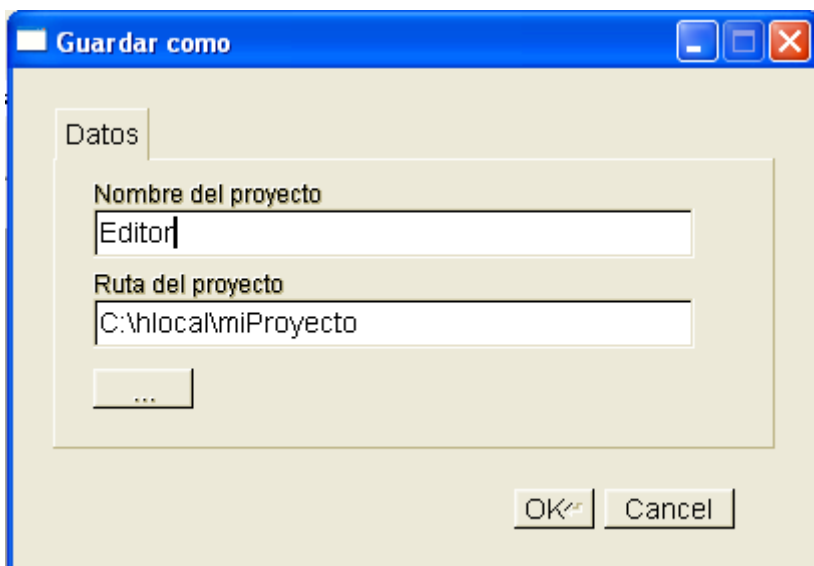 Guardar como
Datos
Nombre del proyecto
Editor
Ruta del proyecto
C:\hlocal\miProyecto
...
OK Cancel